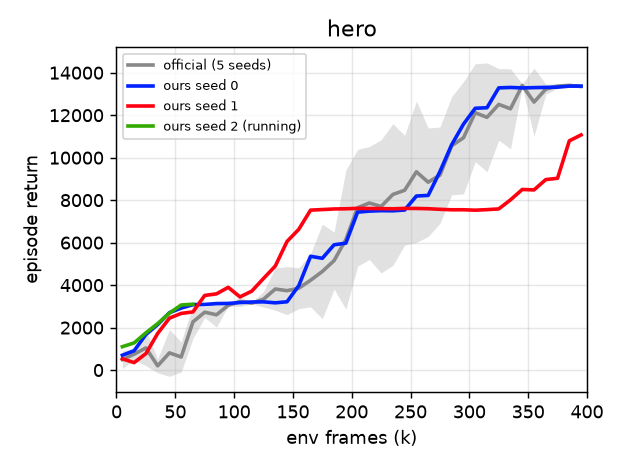 hero
official (5 seeds)
ours seed 0
ours seed 1
ours seed 2 (running)
episode return
14000
12000
10000
8000
6000
4000
2000
0
0 50 100 150 200 250 300 350 400
env frames (k)